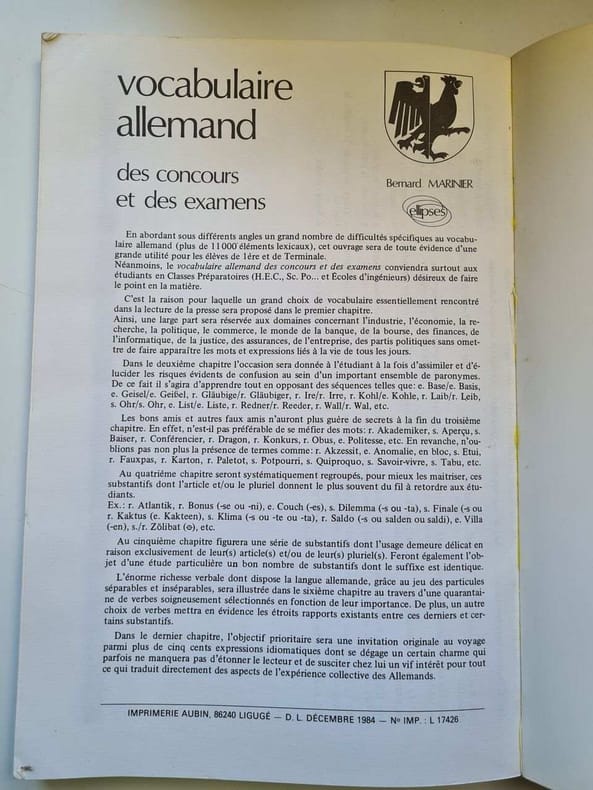 vocabulaire
allemand
des concours
et des examens
Bernard MARINIER
ellipses
En abordant sous différents angles un grand nombre de difficultés spécifiques au vocabu-
laire allemand (plus de 11 000 éléments lexicaux), cet ouvrage sera de toute évidence d'une
grande utilité pour les élèves de 1ére et de Terminale.
Néanmoins, le vocabulaire allemand des concours et des examens conviendra surtout aux
étudiants en Classes Préparatoires (H.E.C., Sc. Po... et Ecoles d'ingénieurs) désireux de faire
le point en la matière.
C'est la raison pour laquelle un grand choix de vocabulaire essentiellement rencontré
dans la lecture de la presse sera proposé dans le premier chapitre.
Ainsi, une large part sera réservée aux domaines concernant l'industrie, l'économie, la re-
cherche, la politique, le commerce, le monde de la banque, de la bourse, des finances, de
l'informatique, de la justice, des assurances, de l'entreprise, des partis politiques sans omet-
tre de faire apparaître les mots et expressions liés à la vie de tous les jours.
Dans le deuxième chapitre l'occasion sera donnée à l'étudiant à la fois d'assimiler et d'é-
lucider les risques évidents de confusion au sein d'un important ensemble de paronymes.
De ce fait il s'agira d'apprendre tout en opposant des séquences telles que: e. Base/e. Basis,
e. Geisel/e. Geißel, r. Gläubige/r. Gläubiger, r. Ire/r. Irre, r. Kohl/e. Kohle, r. Laib/r. Leib,
s. Ohr/s. Öhr, e. List/e. Liste, r. Redner/r. Reeder, r. Wall/r. Wal, etc.
Les bons amis et autres faux amis n'auront plus guère de secrets à la fin du troisième
chapitre. En effet, n'est-il pas préférable de se méfier des mots: r. Akademiker, s. Aperçu, s.
Baiser, r. Conférencier, r. Dragon, r. Konkurs, r. Obus, e. Politesse, etc. En revanche, n'ou-
blions pas non plus la présence de termes comme: r. Akzessit, e. Anomalie, en bloc, s. Etui,
r. Fauxpas, r. Karton, r. Paletot, s. Potpourri, s. Quiproquo, s. Savoir-vivre, s. Tabu, etc.
Au quatrième chapitre seront systématiquement regroupés, pour mieux les maitriser, ces
substantifs dont l'article et/ou le pluriel donnent le plus souvent du fil à retordre aux étu-
diants.
Ex.: r. Atlantik, r. Bonus (-se ou -ni), e. Couch (-es), s. Dilemma (-s ou -ta), s. Finale (-s ou
r. Kaktus (e. Kakteen), s. Klima (-s ou -te ou -ta), r. Saldo (-s ou salden ou saldi), e. Villa
(-en), s./r. Zölibat (o), etc.
Au cinquième chapitre figurera une série de substantifs dont l'usage demeure délicat en
raison exclusivement de leur(s) article(s) et/ou de leur(s) pluriel(s). Feront également l'ob-
jet d'une étude particulière un bon nombre de substantifs dont le suffixe est identique.
L'énorme richesse verbale dont dispose la langue allemande, grâce au jeu des particules
séparables et inséparables, sera illustrée dans le sixième chapitre au travers d'une quarantai-
ne de verbes soigneusement sélectionnés en fonction de leur importance. De plus, un autre
choix de verbes mettra en évidence les étroits rapports existants entre ces derniers et cer-
tains substantifs.
Dans le dernier chapitre, l'objectif prioritaire sera une invitation originale au voyage
parmi plus de cinq cents expressions idiomatiques dont se dégage un certain charme qui
parfois ne manquera pas d'étonner le lecteur et de susciter chez lui un vif intérêt pour tout
ce qui traduit directement des aspects de l'expérience collective des Allemands.
IMPRIMERIE AUBIN, 86240 LIGUGÉ — D. L. DÉCEMBRE 1984 — Nº IMP. : L 17426